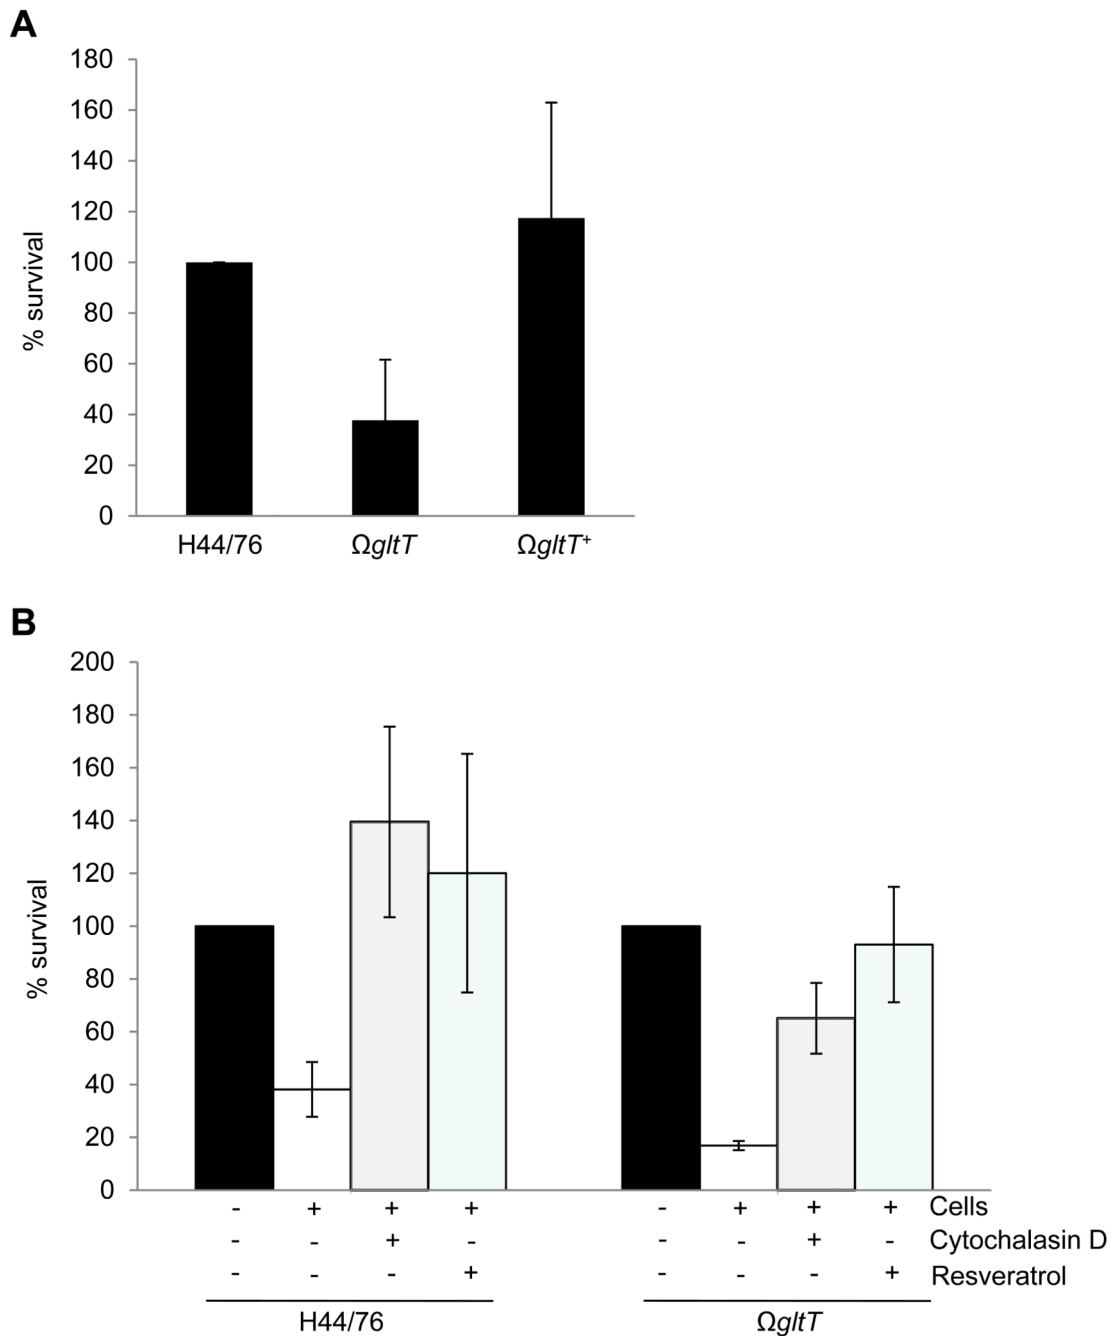 A
180
160
140
120
100
80
60
40
20
0
% survival
H44/76 ΩgltT ΩgltT⁺
B
200
180
160
140
120
100
80
60
40
20
0
% survival
- + + + - + + + Cells
- - + - - - + - Cytochalasin D
- - - + - - - + Resveratrol
H44/76 ΩgltT